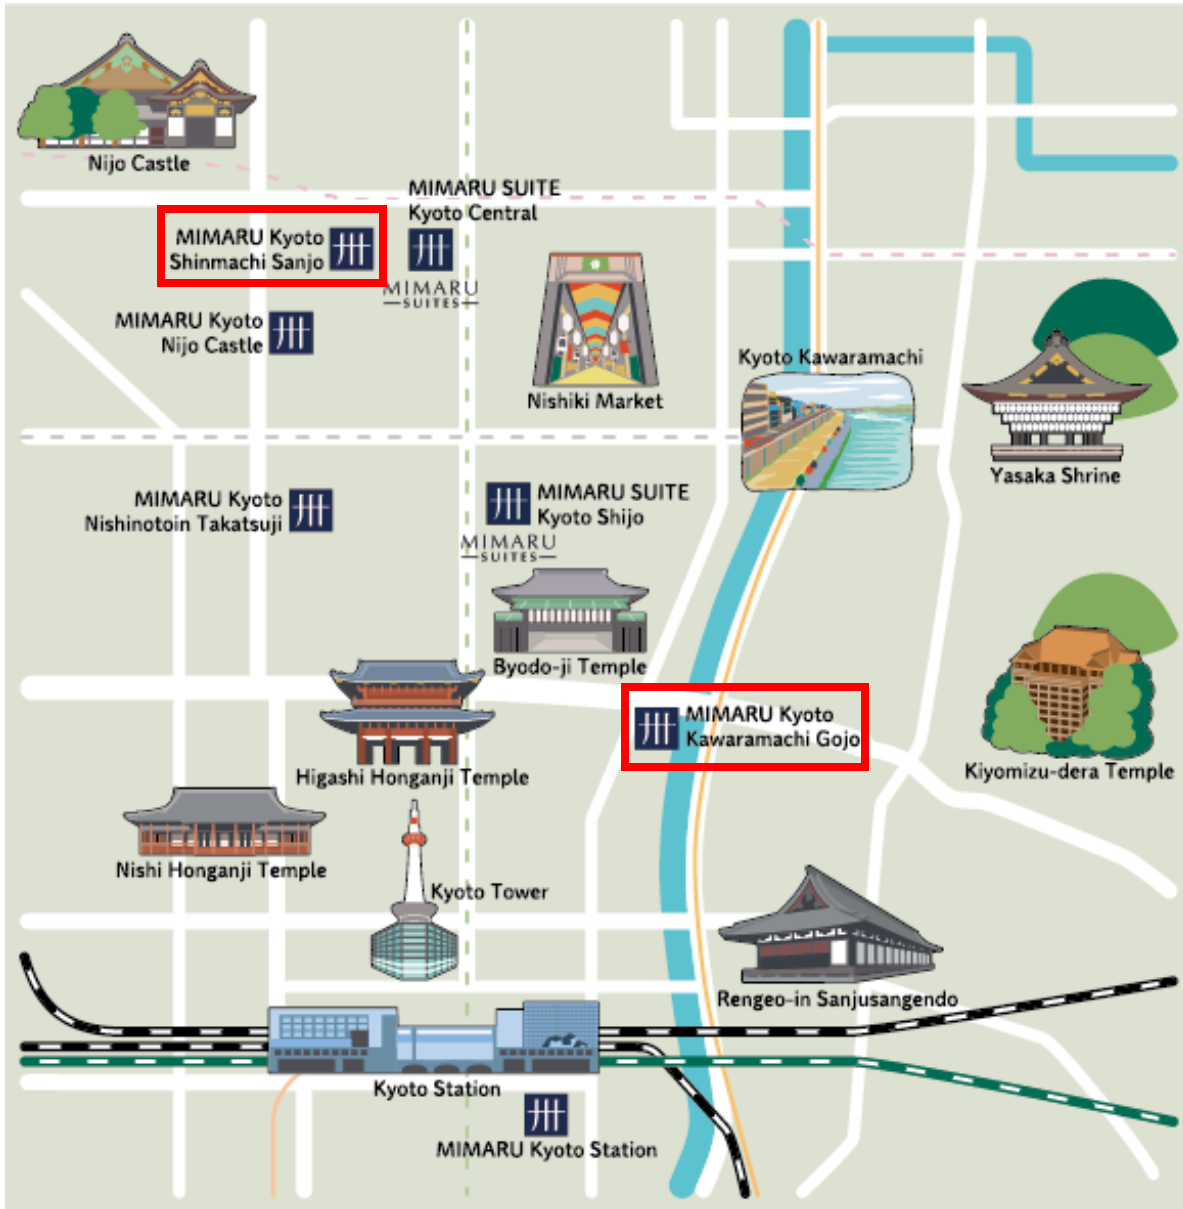 Nijo Castle
MIMARU SUITE
Kyoto Central
MIMARU Kyoto
Shinmachi Sanjo
MIMARU
SUITES
MIMARU Kyoto
Nijo Castle
Nishiki Market
Kyoto Kawaramachi
Yasaka Shrine
MIMARU Kyoto
Nishinotoin Takatsuji
MIMARU SUITE
Kyoto Shijo
MIMARU
SUITES
Byodo-ji Temple
MIMARU Kyoto
Kawaramachi Gojo
Higashi Honganji Temple
Kiyomizu-dera Temple
Nishi Honganji Temple
Kyoto Tower
Rengeo-in Sanjusangendo
Kyoto Station
MIMARU Kyoto Station